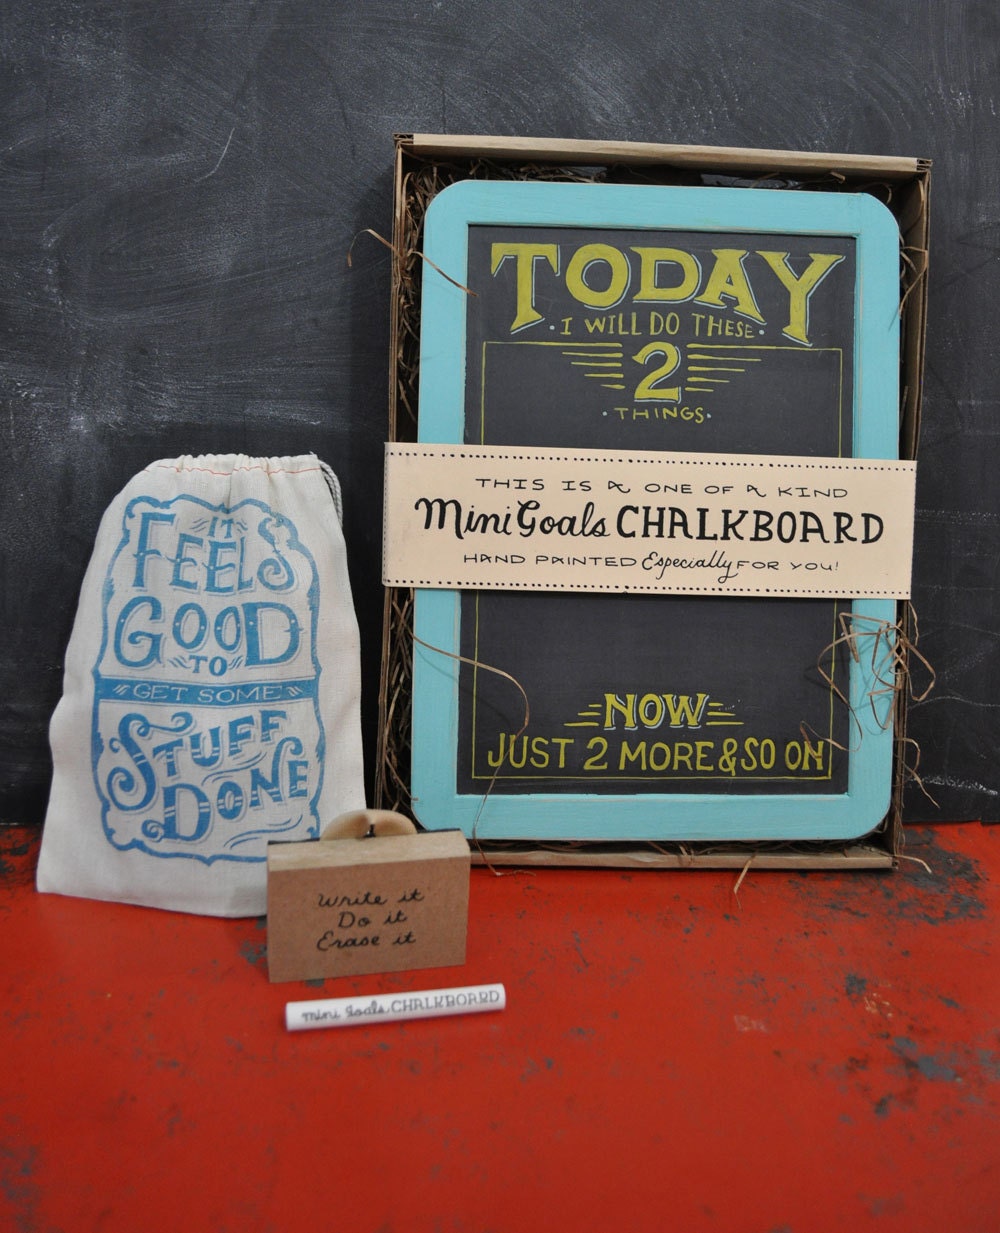 TODAY
· I WILL DO THESE ·
2
· THINGS ·
THIS IS A ONE OF A KIND
Mini Goals CHALKBOARD
HAND PAINTED Especially FOR YOU!
NOW
JUST 2 MORE & SO ON
IT
FEELS
GOOD
TO
GET SOME
STUFF
DONE
Write it
Do it
Erase it
mini Goals CHALKBOARD